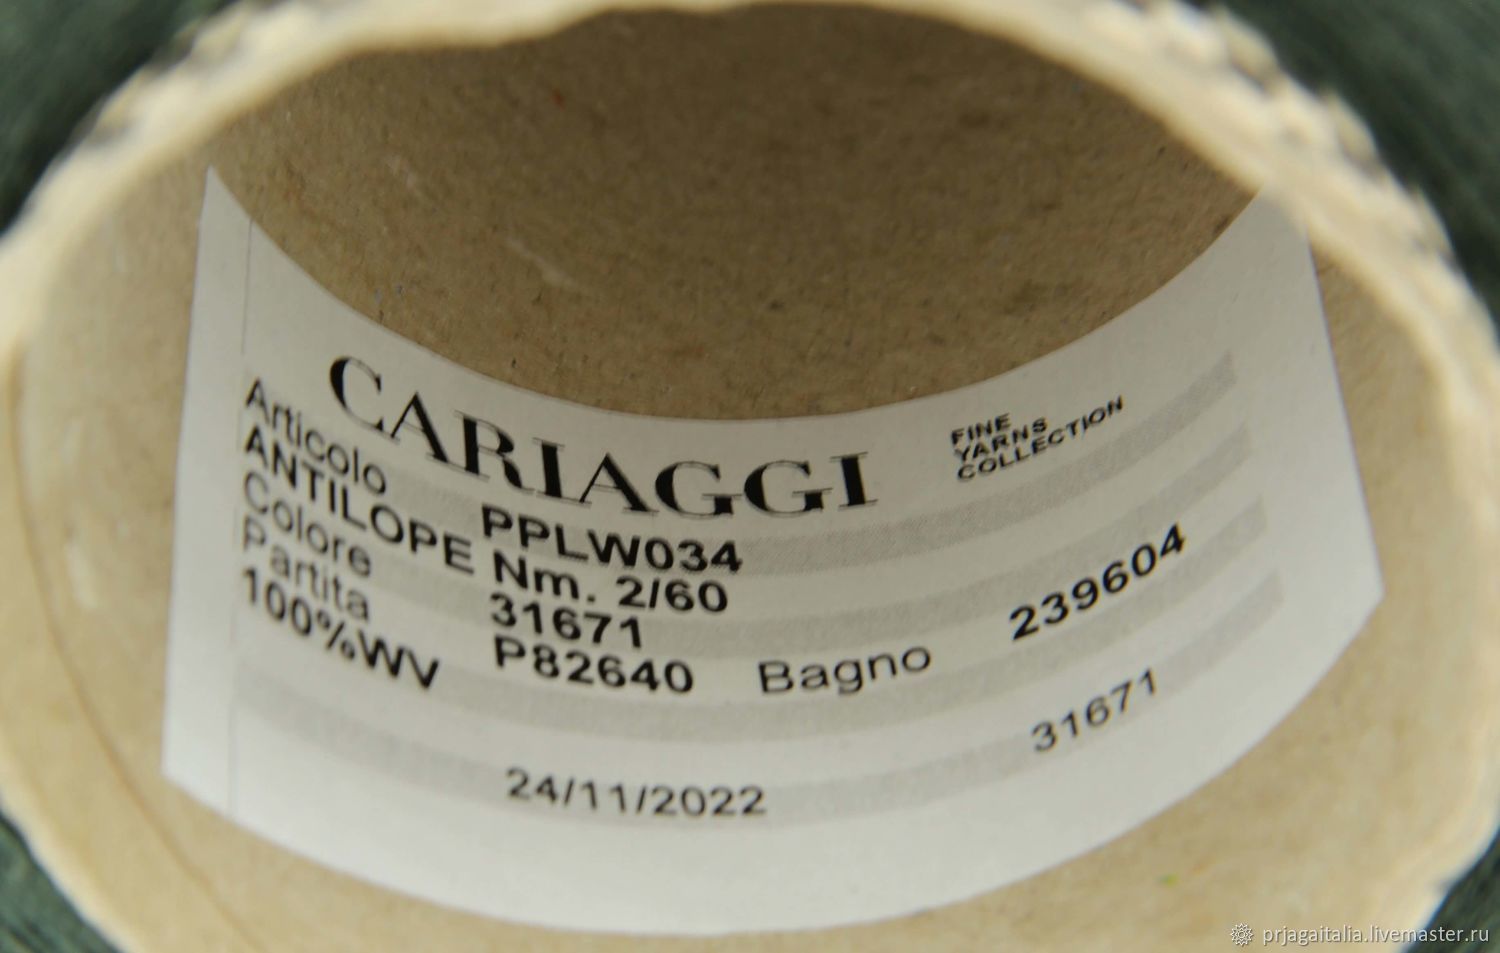 CARIAGGI
FINE
YARNS
COLLECTION
Articolo PPLW034
ANTILOPE Nm. 2/60
Colore 31671
Partita P82640 Bagno 239604
100%WV
31671
24/11/2022
prjagaitalia.livemaster.ru